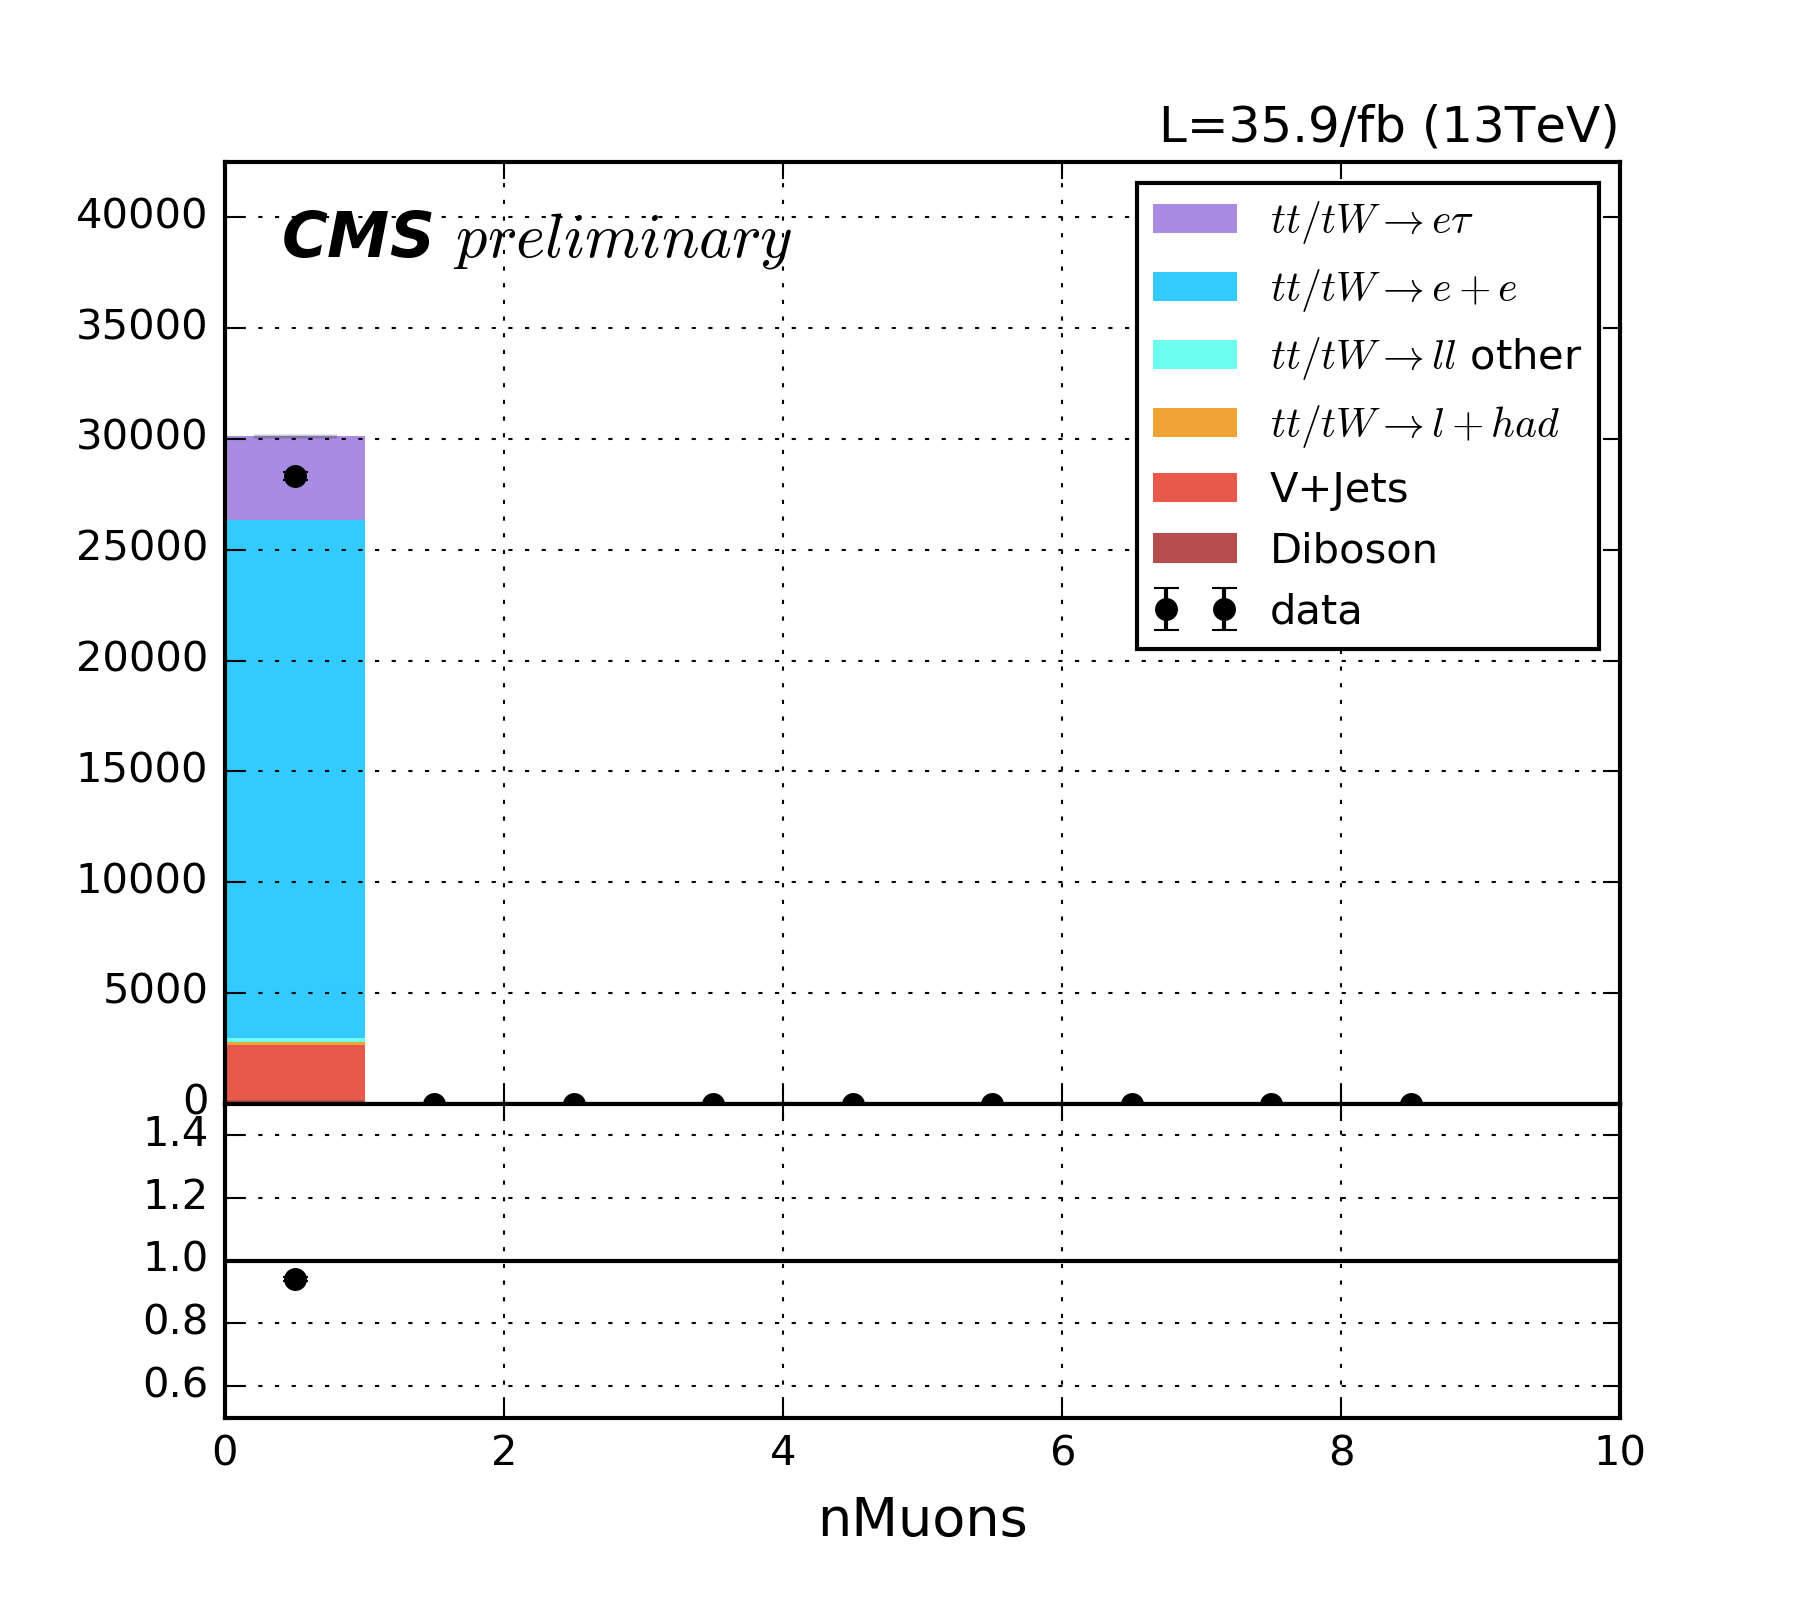 L=35.9/fb (13TeV)
CMS preliminary
40000
35000
30000
25000
20000
15000
10000
5000
0
tt/tW → eτ
tt/tW → e + e
tt/tW → ll other
tt/tW → l + had
V+Jets
Diboson
data
1.4
1.2
1.0
0.8
0.6
0 2 4 6 8 10
nMuons